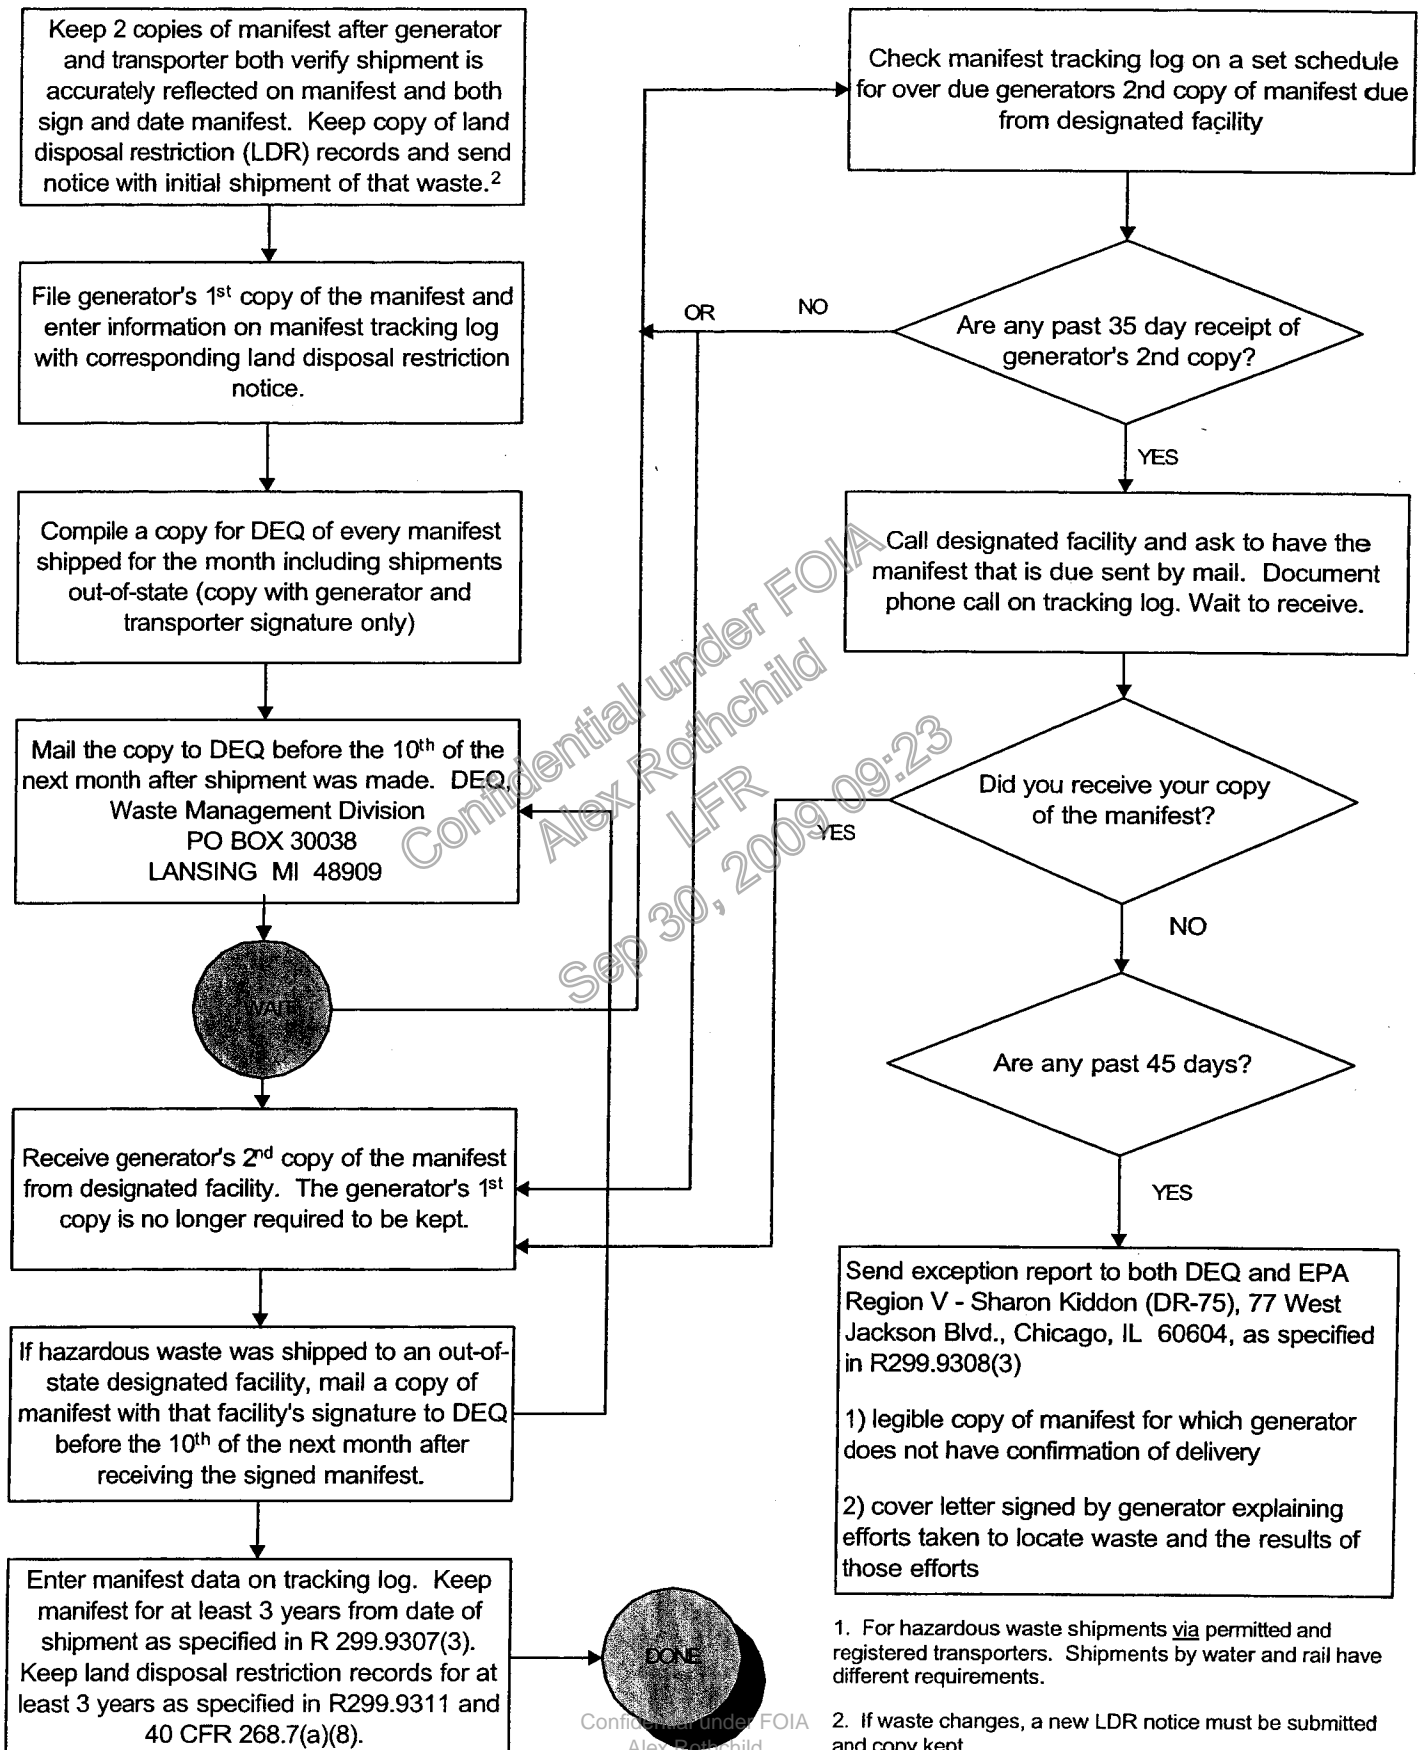 Keep 2 copies of manifest after generator
and transporter both verify shipment is
accurately reflected on manifest and both
sign and date manifest. Keep copy of land
disposal restriction (LDR) records and send
notice with initial shipment of that waste.2
File generator's 1st copy of the manifest and
enter information on manifest tracking log
with corresponding land disposal restriction
notice.
Compile a copy for DEQ of every manifest
shipped for the month including shipments
out-of-state (copy with generator and
transporter signature only)
Mail the copy to DEQ before the 10th of the
next month after shipment was made. DEQ,
Waste Management Division
PO BOX 30038
LANSING MI 48909
WAIT
Receive generator's 2nd copy of the manifest
from designated facility. The generator's 1st
copy is no longer required to be kept.
If hazardous waste was shipped to an out-of-
state designated facility, mail a copy of
manifest with that facility's signature to DEQ
before the 10th of the next month after
receiving the signed manifest.
Enter manifest data on tracking log. Keep
manifest for at least 3 years from date of
shipment as specified in R 299.9307(3).
Keep land disposal restriction records for at
least 3 years as specified in R299.9311 and
40 CFR 268.7(a)(8).
DONE
Check manifest tracking log on a set schedule
for over due generators 2nd copy of manifest due
from designated facility
Are any past 35 day receipt of
generator's 2nd copy?
OR
NO
YES
Call designated facility and ask to have the
manifest that is due sent by mail. Document
phone call on tracking log. Wait to receive.
Did you receive your copy
of the manifest?
YES
NO
Are any past 45 days?
YES
Send exception report to both DEQ and EPA
Region V - Sharon Kiddon (DR-75), 77 West
Jackson Blvd., Chicago, IL 60604, as specified
in R299.9308(3)
1) legible copy of manifest for which generator
does not have confirmation of delivery
2) cover letter signed by generator explaining
efforts taken to locate waste and the results of
those efforts
1. For hazardous waste shipments via permitted and
registered transporters. Shipments by water and rail have
different requirements.
2. If waste changes, a new LDR notice must be submitted
and copy kept
Confidential under FOIA
Alex Rothchild
LFR
Sep 30, 2009 09:23
Confidential under FOIA
Alex Rothchild